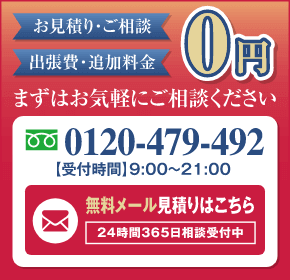 お見積り・ご相談
出張費・追加料金
0円
まずはお気軽にご相談ください
0120-479-492
【受付時間】9:00～21:00
無料メール見積りはこちら
24時間365日相談受付中